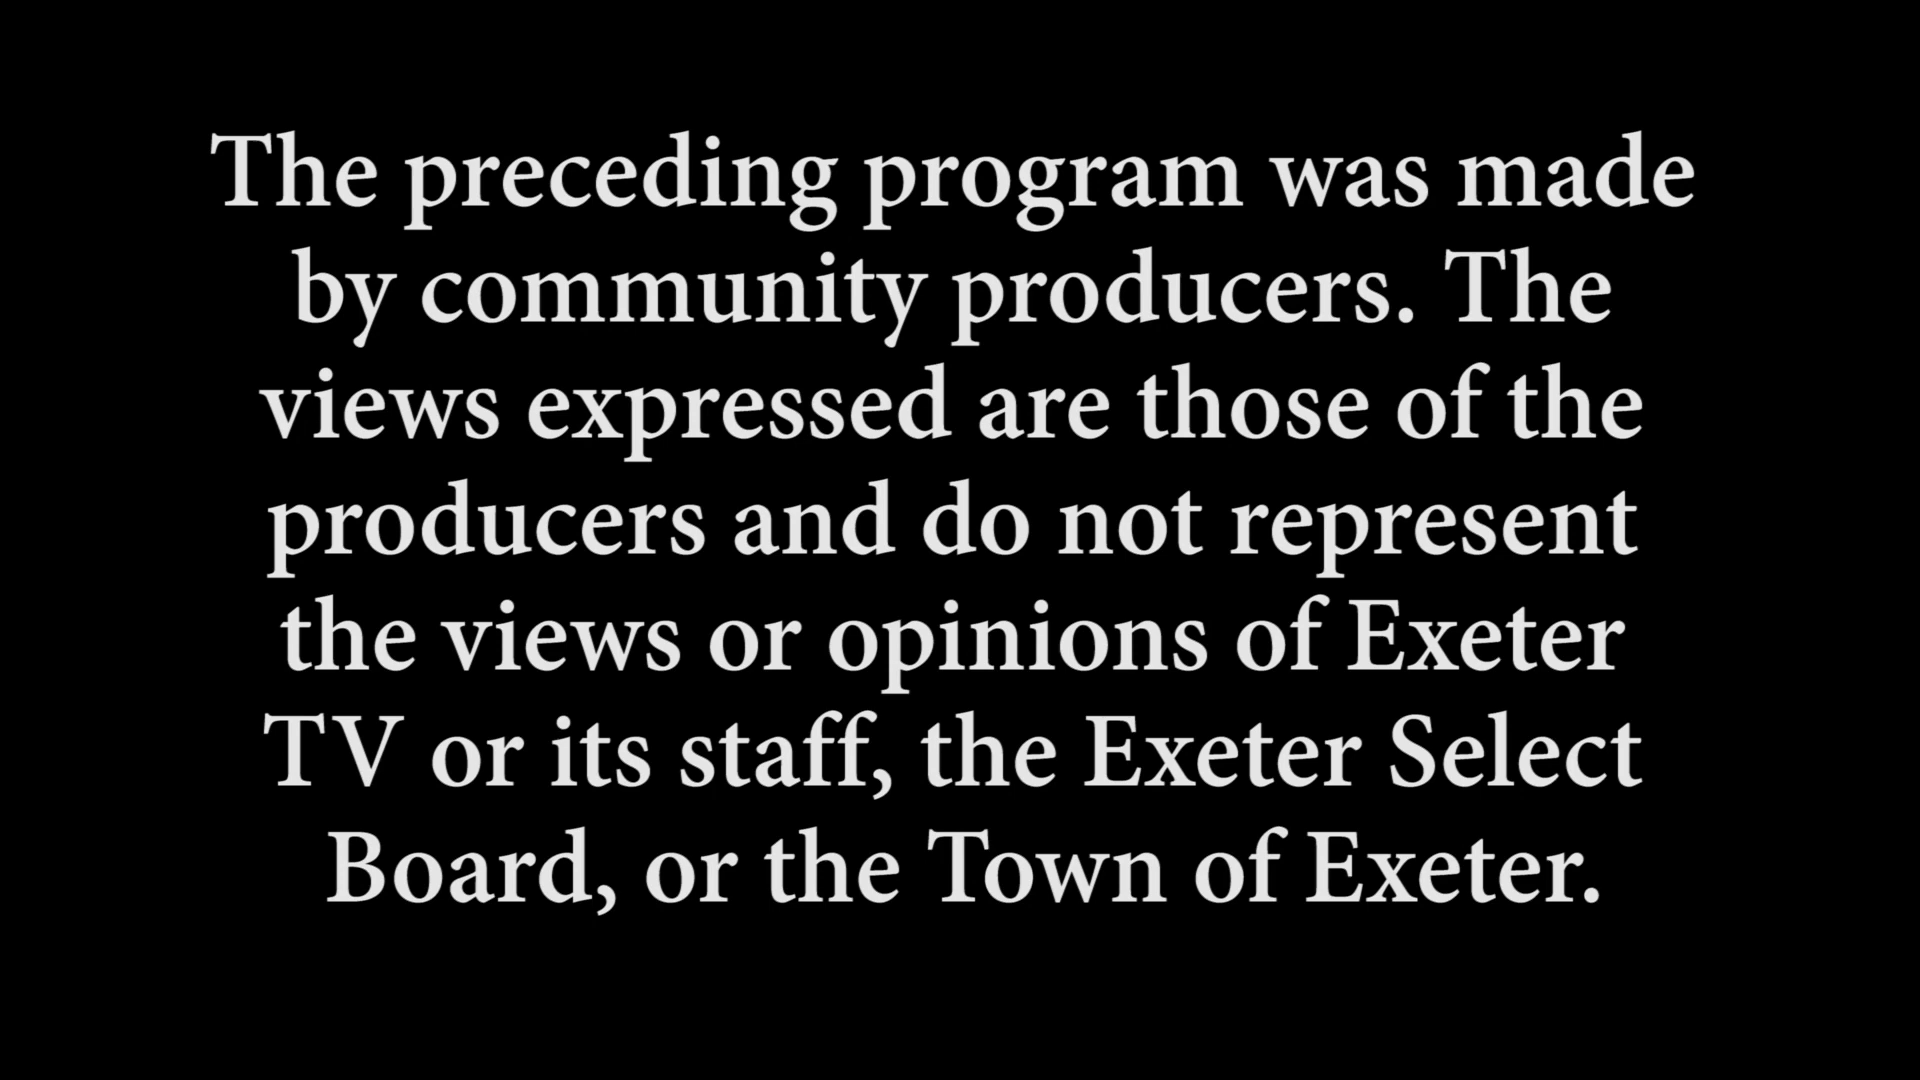 The preceding program was made
by community producers. The
views expressed are those of the
producers and do not represent
the views or opinions of Exeter
TV or its staff, the Exeter Select
Board, or the Town of Exeter.